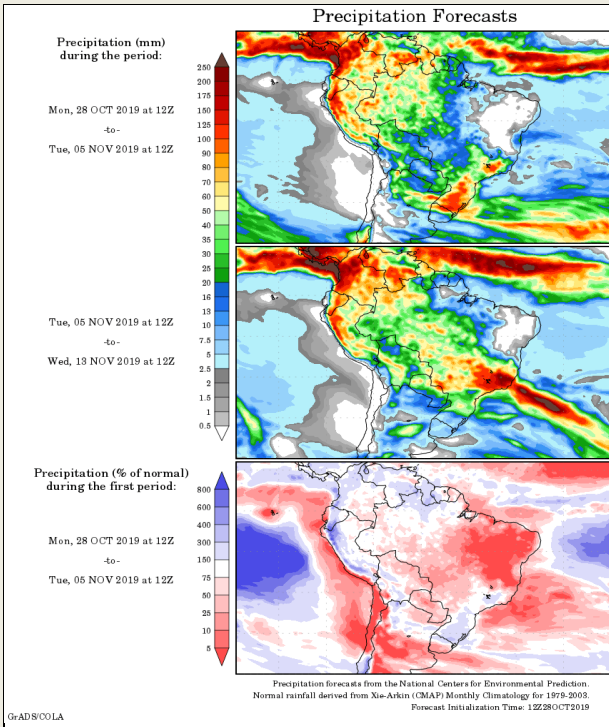 Precipitation Forecasts
Precipitation (mm)
during the period:
Mon, 28 OCT 2019 at 12Z
-to-
Tue, 05 NOV 2019 at 12Z
250
200
175
150
125
100
90
80
70
60
50
40
35
30
25
20
16
13
10
7.5
5
2.5
2
1.5
1
0.5
Tue, 05 NOV 2019 at 12Z
-to-
Wed, 13 NOV 2019 at 12Z
Precipitation (% of normal)
during the first period:
Mon, 28 OCT 2019 at 12Z
-to-
Tue, 05 NOV 2019 at 12Z
800
600
400
300
150
75
50
25
10
5
Precipitation forecasts from the National Centers for Environmental Prediction.
Normal rainfall derived from Xie-Arkin (CMAP) Monthly Climatology for 1979-2003.
Forecast Initialization Time: 12Z28OCT2019
GrADS/COLA